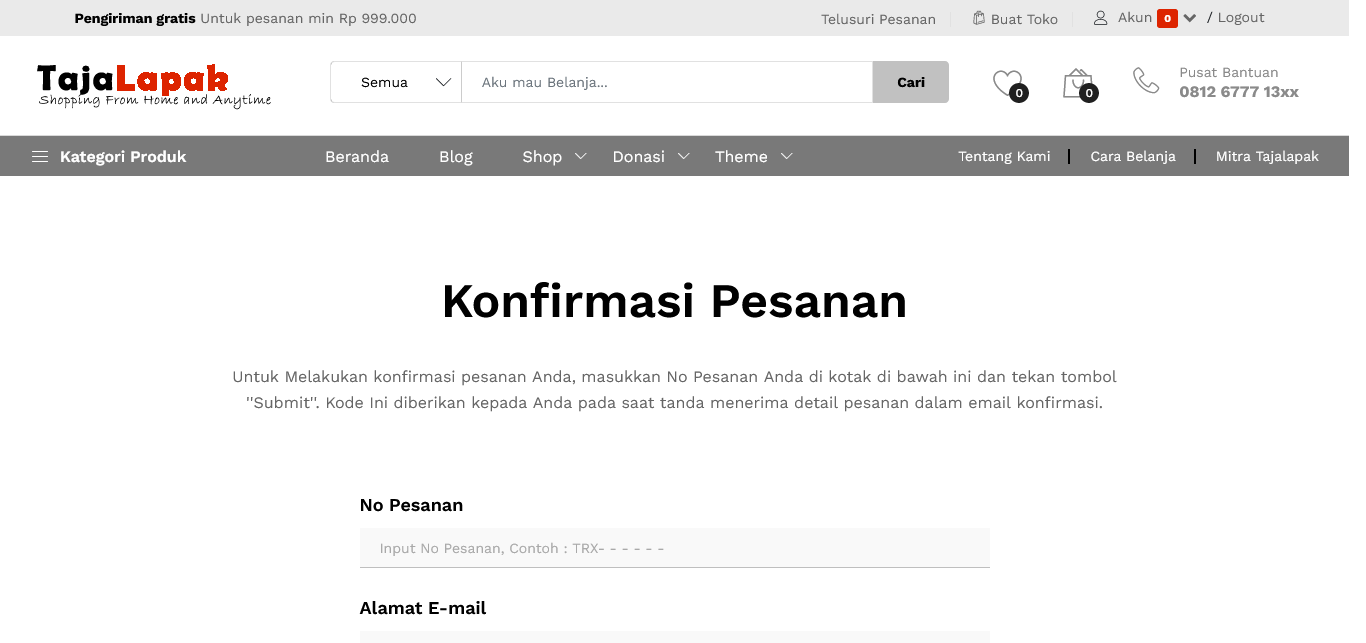 Pengiriman gratis Untuk pesanan min Rp 999.000
Telusuri Pesanan
Buat Toko
Akun 0 / Logout
TajaLapak
Shopping From Home and Anytime
Semua
Aku mau Belanja...
Cari
0
0
Pusat Bantuan
0812 6777 13xx
Kategori Produk
Beranda
Blog
Shop
Donasi
Theme
Tentang Kami
Cara Belanja
Mitra Tajalapak
Konfirmasi Pesanan
Untuk Melakukan konfirmasi pesanan Anda, masukkan No Pesanan Anda di kotak di bawah ini dan tekan tombol
"Submit". Kode Ini diberikan kepada Anda pada saat tanda menerima detail pesanan dalam email konfirmasi.
No Pesanan
Input No Pesanan, Contoh : TRX- - - - - -
Alamat E-mail